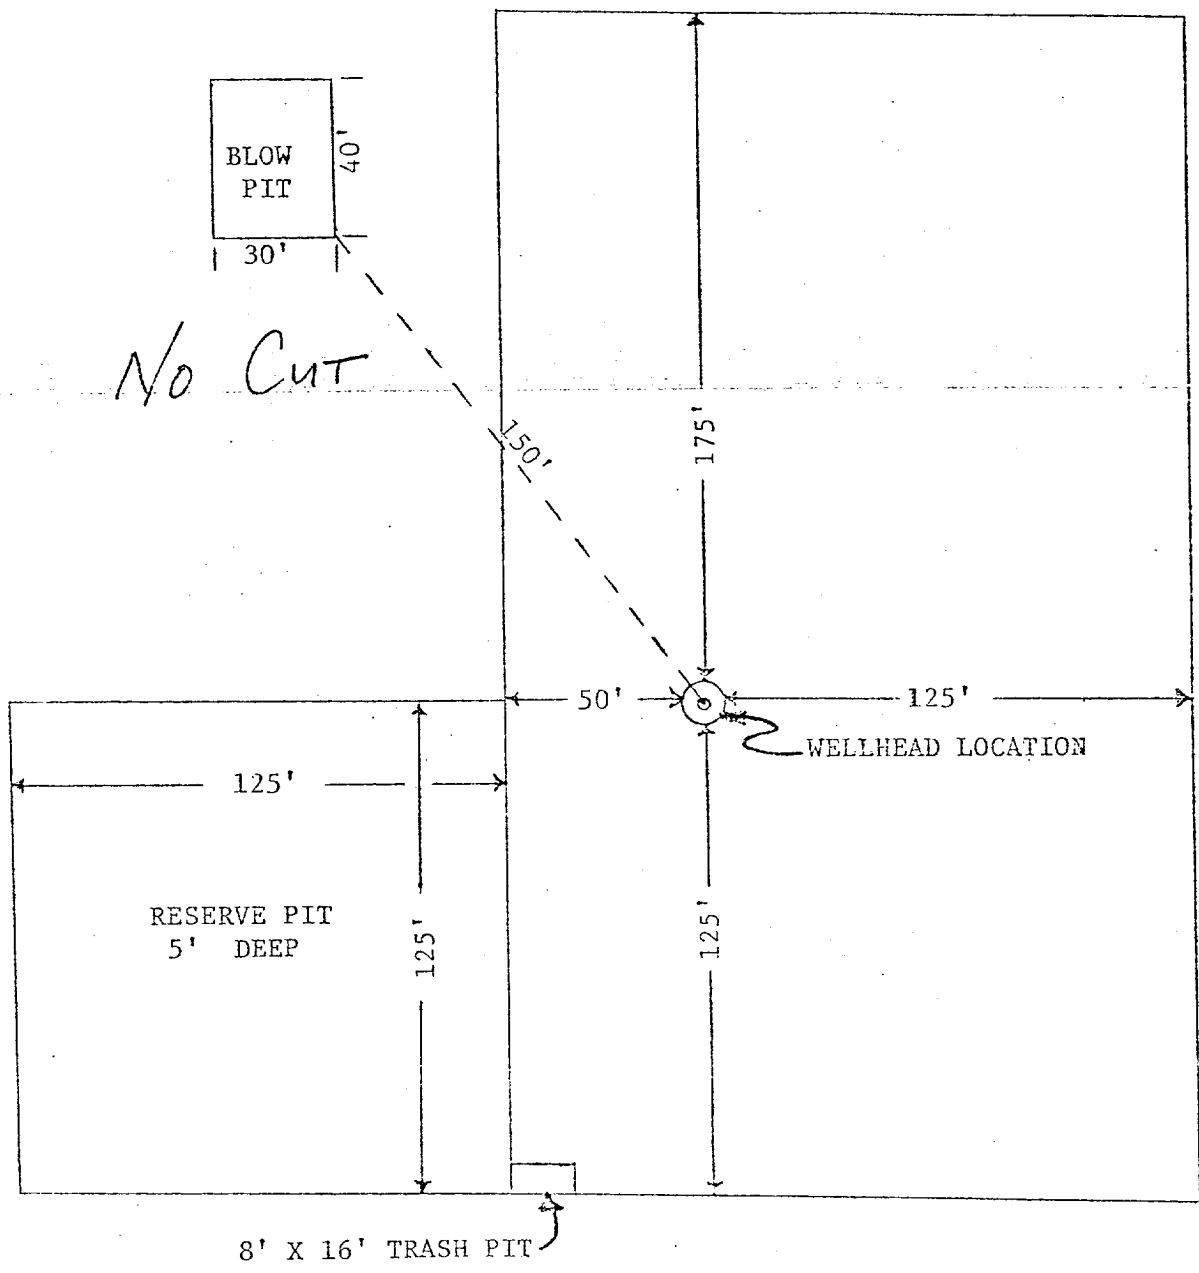 BLOW
PIT
40'
30'
No Cut
150'
175'
50'
125'
WELLHEAD LOCATION
125'
RESERVE PIT
5' DEEP
125'
125'
8' X 16' TRASH PIT